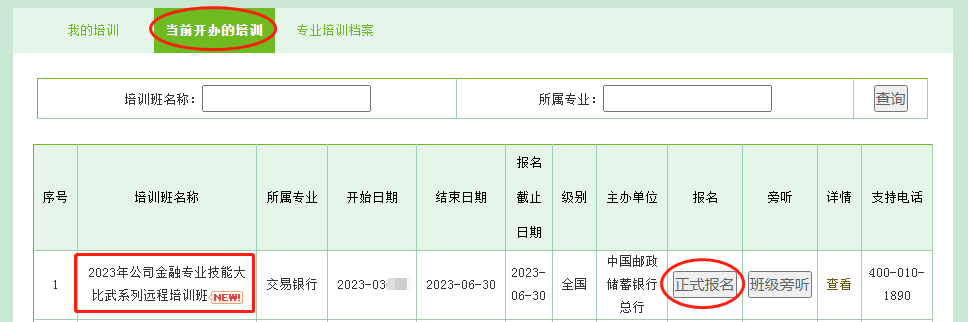 我的培训 当前开办的培训 专业培训档案
培训班名称： 所属专业： 查询
序号 培训班名称 所属专业 开始日期 结束日期 报名截止日期 级别 主办单位 报名 旁听 详情 支持电话
1 2023年公司金融专业技能大比武系列远程培训班 NEW! 交易银行 2023-03 2023-06-30 2023-06-30 全国 中国邮政储蓄银行总行 正式报名 班级旁听 查看 400-010-1890